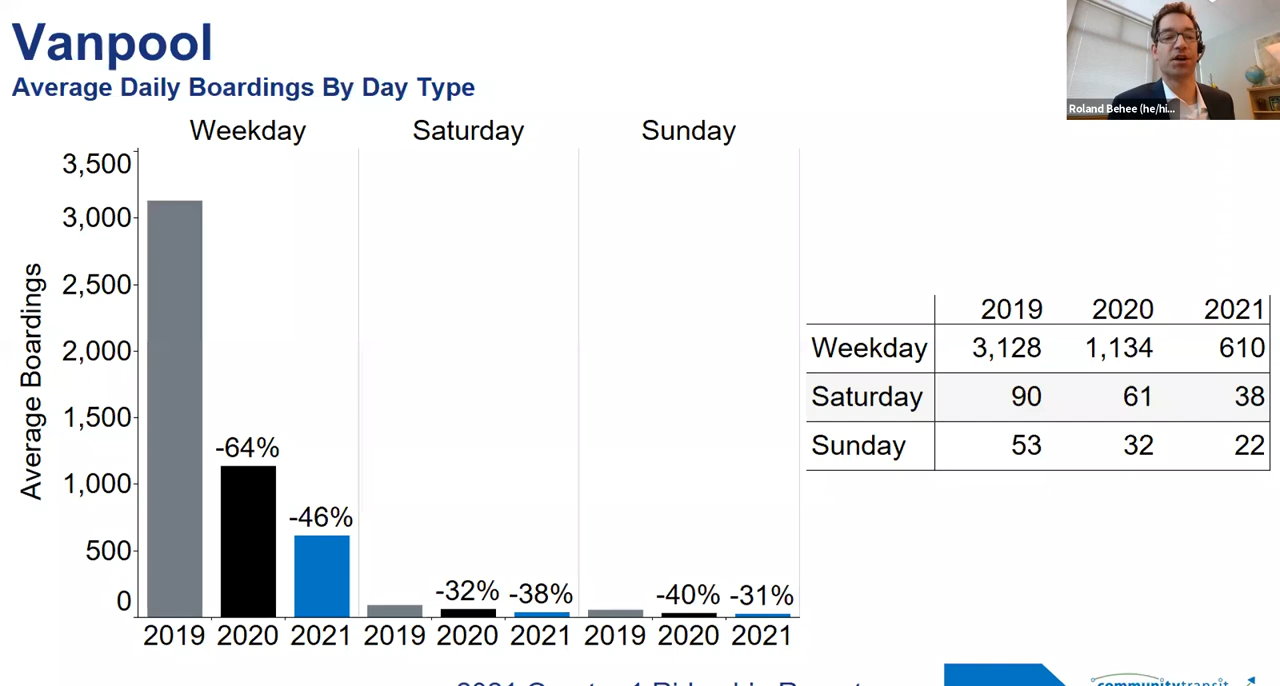 Vanpool
Average Daily Boardings By Day Type
Roland Behee (he/hi...
Weekday Saturday Sunday
Average Boardings
3,500
3,000
2,500
2,000
1,500
1,000
500
0
-64%
-46%
-32%
-38%
-40%
-31%
2019 2020 2021 2019 2020 2021 2019 2020 2021
2019 2020 2021
Weekday 3,128 1,134 610
Saturday 90 61 38
Sunday 53 32 22
communitytransit